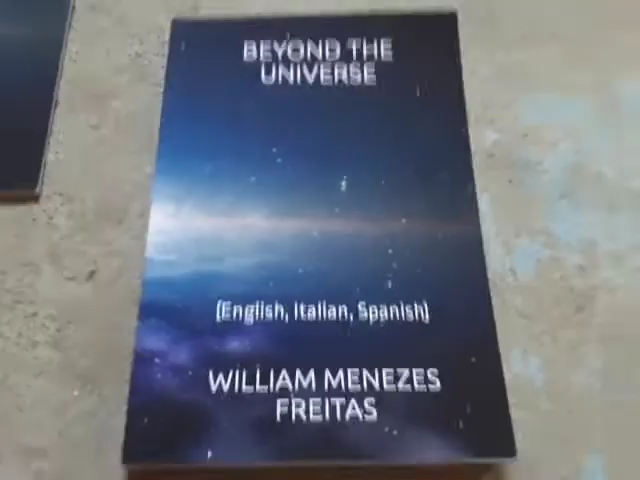 BEYOND THE
UNIVERSE
(English, Italian, Spanish)
WILLIAM MENEZES
FREITAS